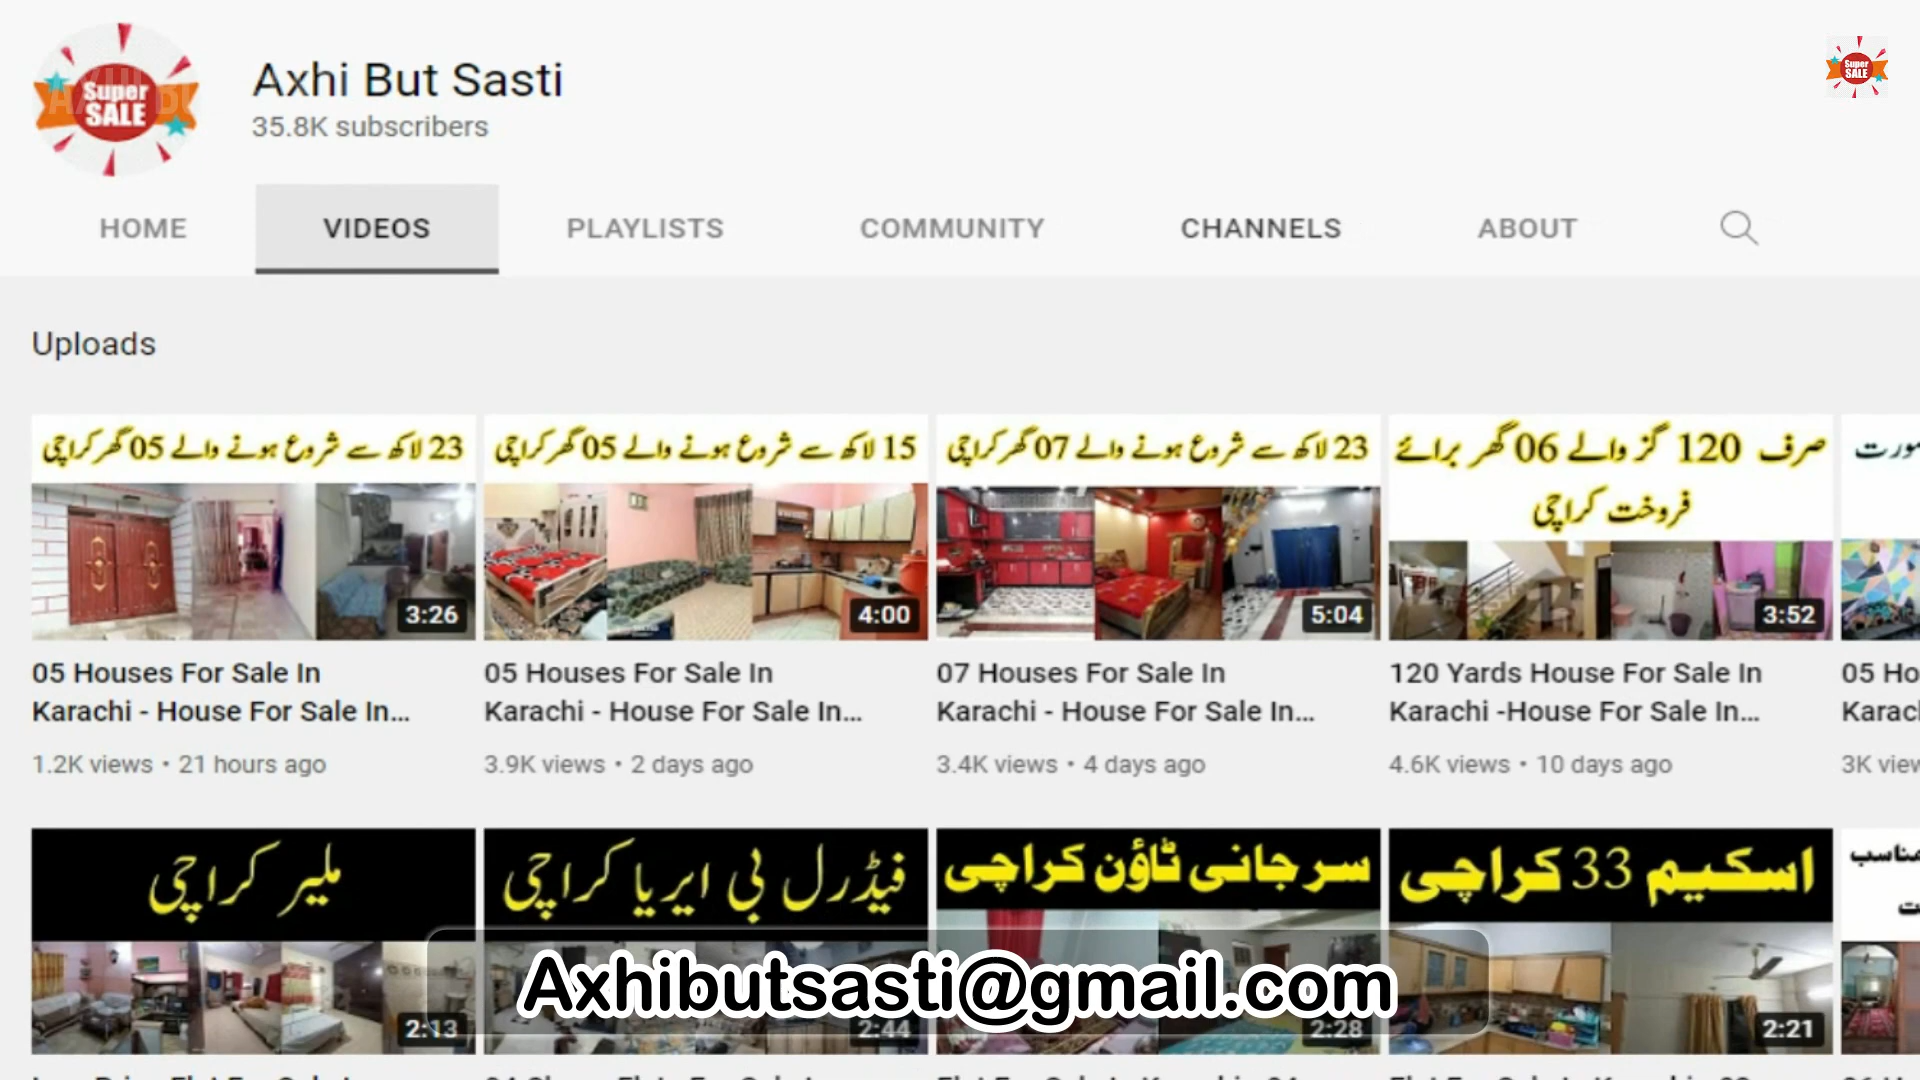 Super
SALE
Axhi But Sasti
35.8K subscribers
Super
SALE
HOME
VIDEOS
PLAYLISTS
COMMUNITY
CHANNELS
ABOUT
Uploads
23 لاکھ سے شروع ہونے والے 05 گھر کراچی
3:26
05 Houses For Sale In
Karachi - House For Sale In...
1.2K views • 21 hours ago
15 لاکھ سے شروع ہونے والے 05 گھر کراچی
4:00
05 Houses For Sale In
Karachi - House For Sale In...
3.9K views • 2 days ago
23 لاکھ سے شروع ہونے والے 07 گھر کراچی
5:04
07 Houses For Sale In
Karachi - House For Sale In...
3.4K views • 4 days ago
صرف 120 گز والے 06 گھر برائے
فروخت کراچی
3:52
120 Yards House For Sale In
Karachi -House For Sale In...
4.6K views • 10 days ago
05
3K
ملیر کراچی
2:13
فیڈرل بی ایریا کراچی
2:44
سرجانی ٹاؤن کراچی
2:28
اسکیم 33 کراچی
2:21
مناسب
Axhibutsasti@gmail.com